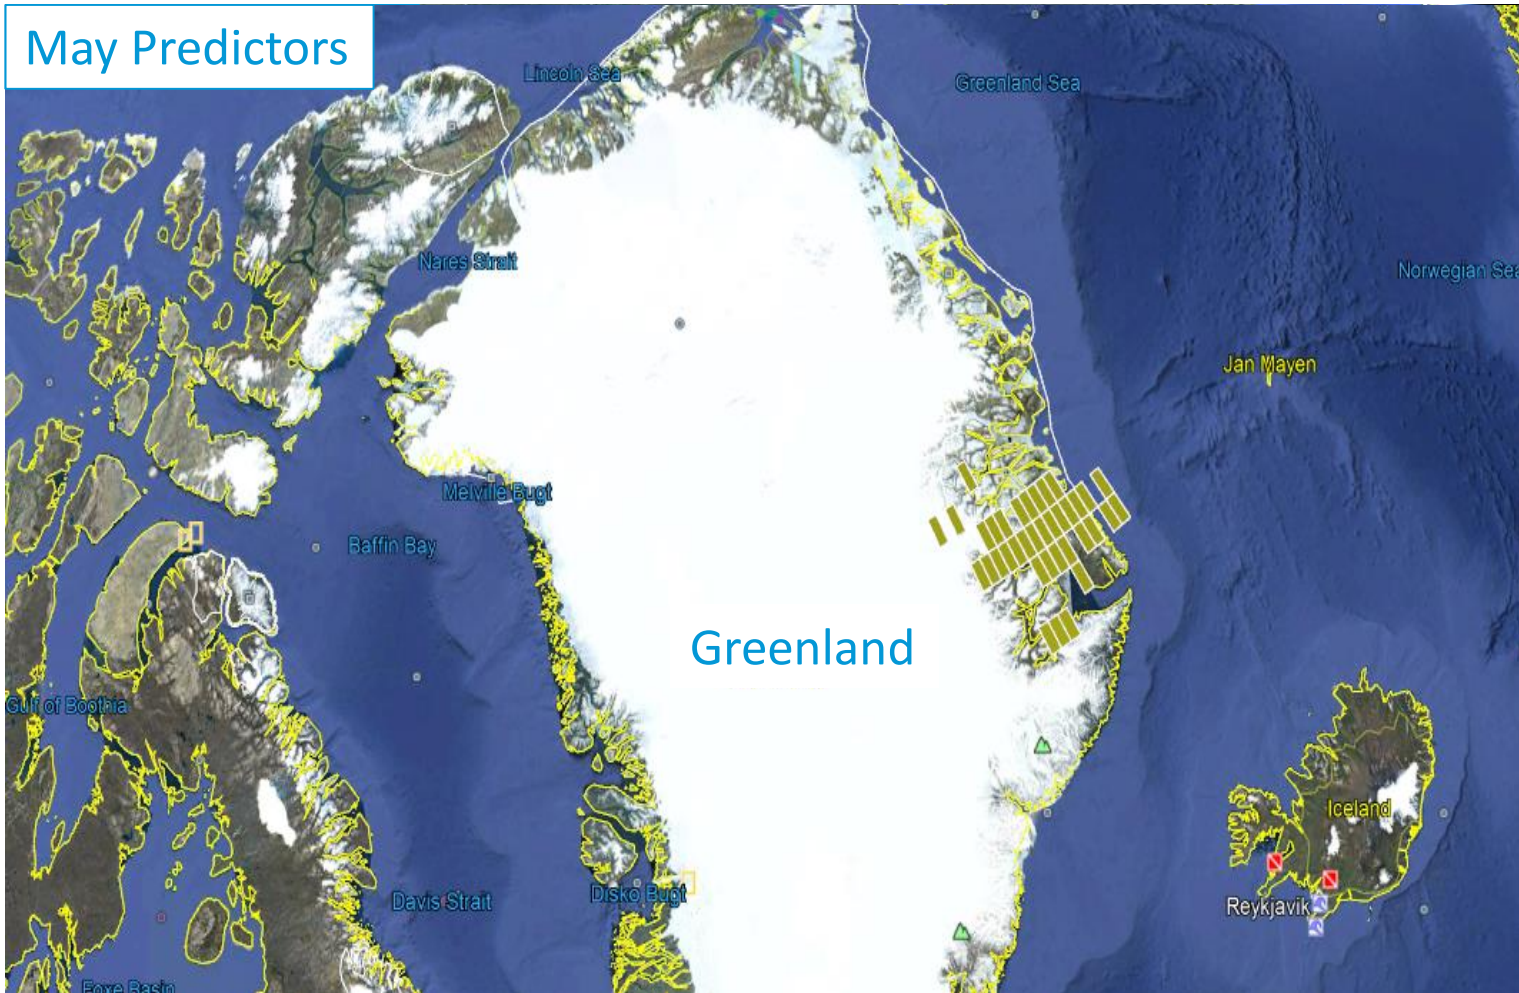 May Predictors
Lincoln Sea
Greenland Sea
Nares Strait
Norwegian Sea
Jan Mayen
Melville Bugt
Baffin Bay
Greenland
Gulf of Boothia
Iceland
Disko Bugt
Davis Strait
Reykjavik
Foxe Basin